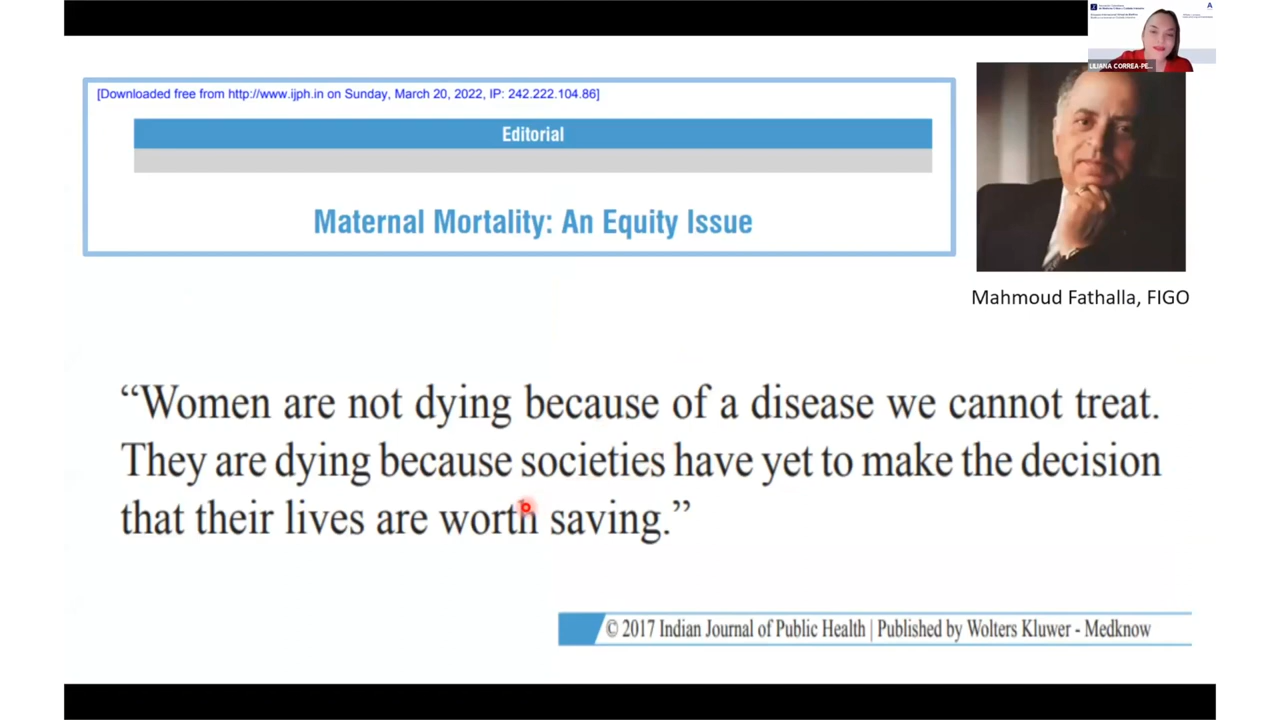 LILIANA CORREA-PE...
[Downloaded free from http://www.ijph.in on Sunday, March 20, 2022, IP: 242.222.104.86]
Editorial
Maternal Mortality: An Equity Issue
Mahmoud Fathalla, FIGO
“Women are not dying because of a disease we cannot treat.
They are dying because societies have yet to make the decision
that their lives are worth saving.”
© 2017 Indian Journal of Public Health | Published by Wolters Kluwer - Medknow